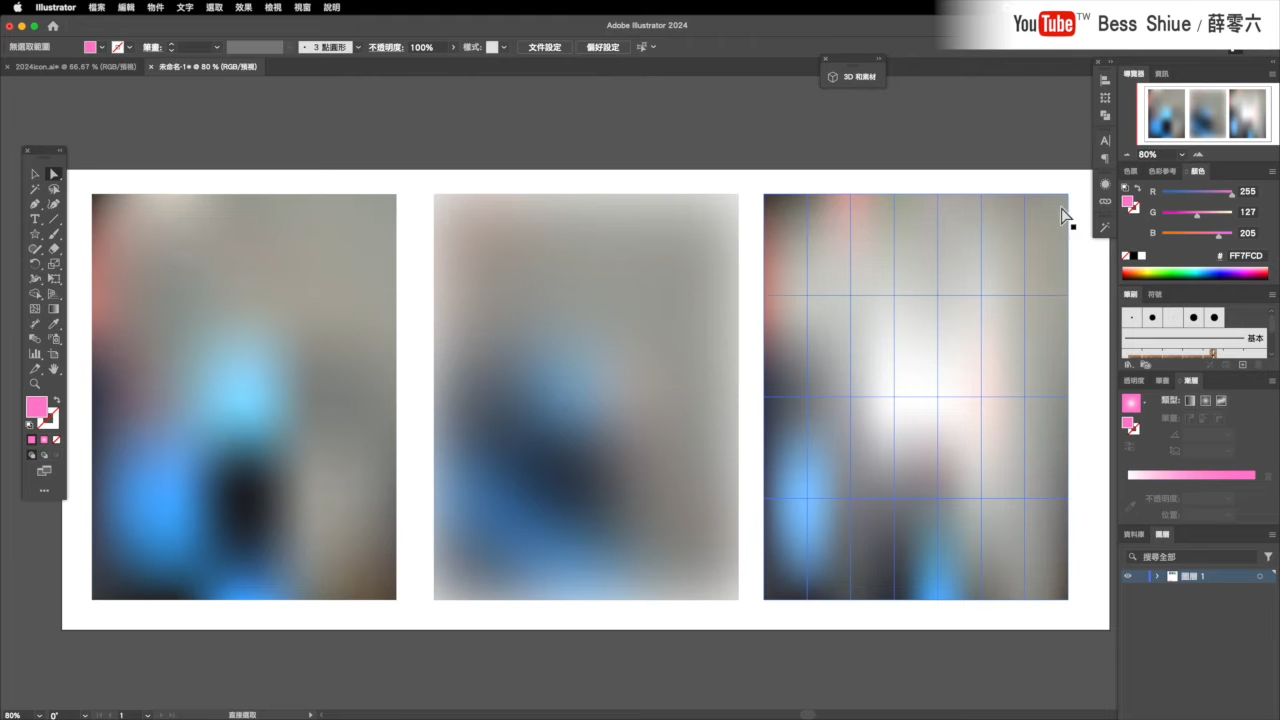 Illustrator 檔案 編輯 物件 文字 選取 效果 檢視 視窗 說明
Adobe Illustrator 2024
YouTube TW Bess Shiue / 薛零六
無選取範圍 筆畫: 3 點圓形 不透明度: 100% 樣式: 文件設定 偏好設定
2024icon.ai* @ 66.67 % (RGB/預視) 未命名-1* @ 80 % (RGB/預視)
3D 和素材
導覽器 資訊
80%
色票 色彩參考 顏色
R 255
G 127
B 205
# FF7FCD
筆刷 符號
基本
透明度 筆畫 漸層
類型:
筆畫:
不透明度:
位置:
資料庫 圖層
搜尋全部
圖層 1
80% 0° 1 直接選取